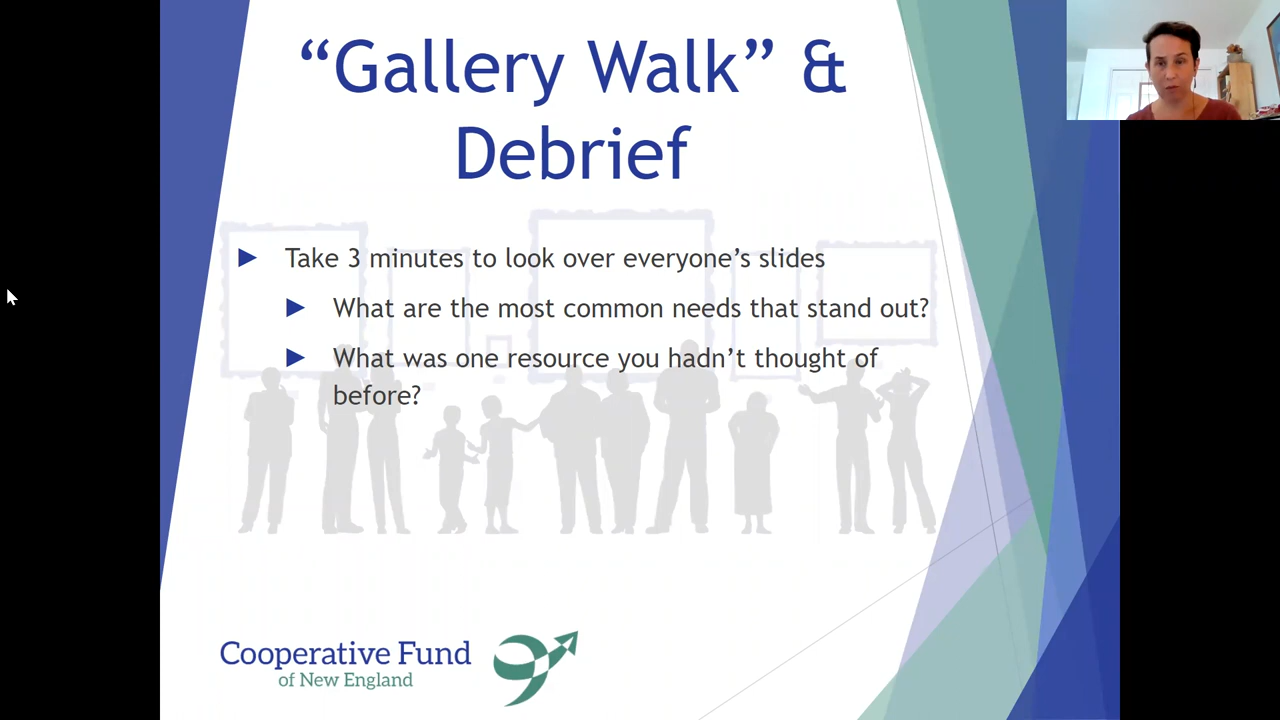 “Gallery Walk” &
Debrief
Take 3 minutes to look over everyone’s slides
What are the most common needs that stand out?
What was one resource you hadn’t thought of
before?
Cooperative Fund
of New England